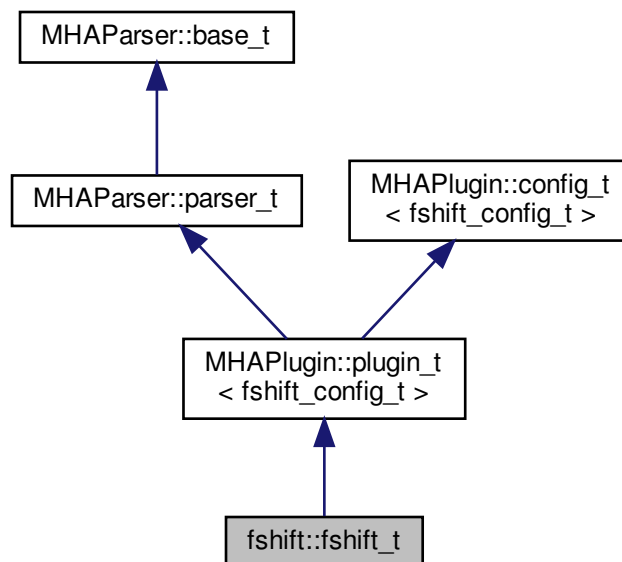 MHAParser::base_t
MHAParser::parser_t
MHAPlugin::config_t
< fshift_config_t >
MHAPlugin::plugin_t
< fshift_config_t >
fshift::fshift_t